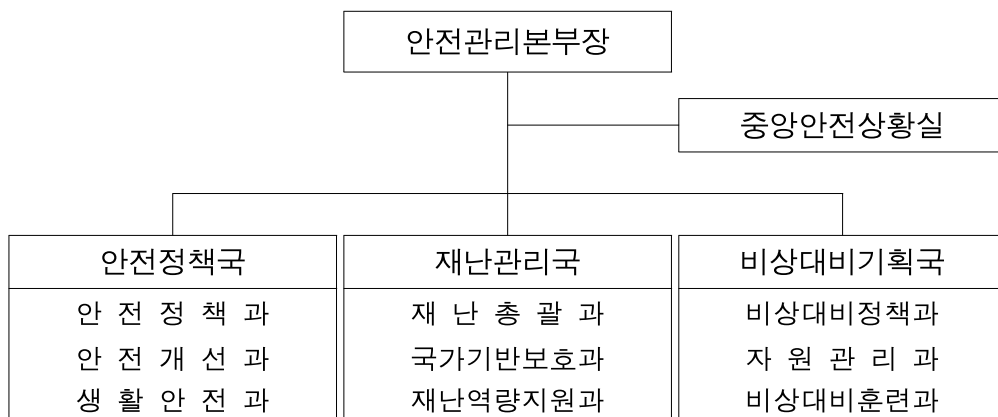 안전관리본부장
중앙안전상황실
안전정책국
안 전 정 책 과
안 전 개 선 과
생 활 안 전 과
재난관리국
재 난 총 괄 과
국가기반보호과
재난역량지원과
비상대비기획국
비상대비정책과
자 원 관 리 과
비상대비훈련과